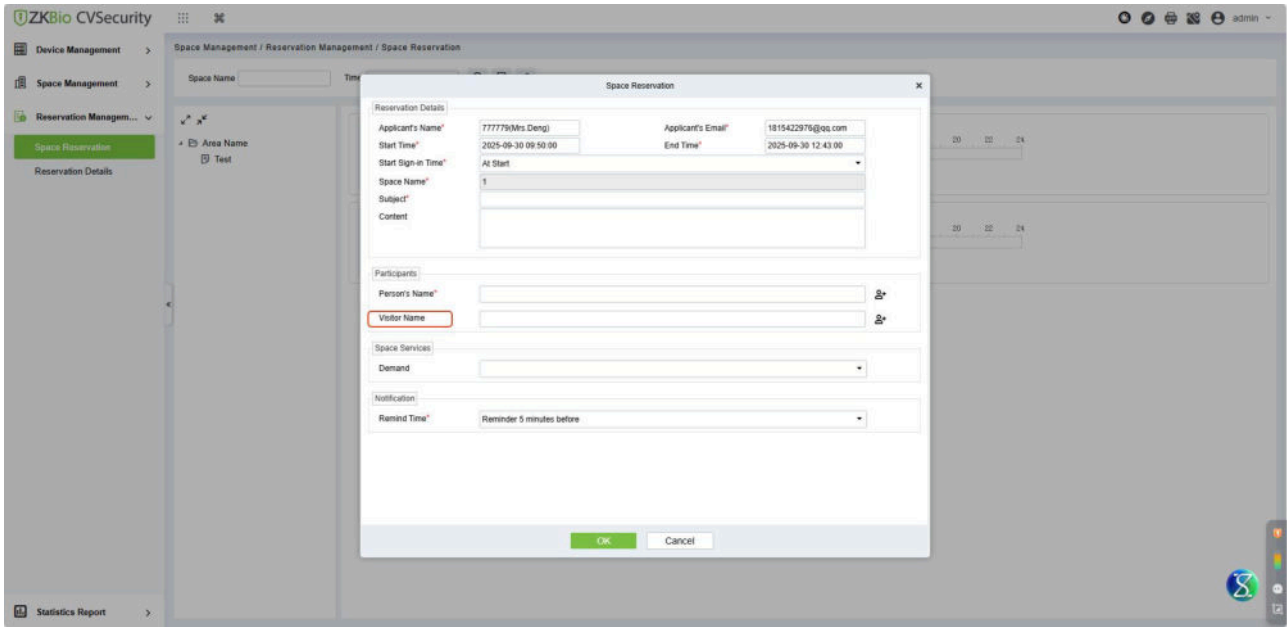 ZKBio CVSecurity
admin
Device Management
Space Management / Reservation Management / Space Reservation
Space Management
Space Name
Time
Reservation Managem...
Space Reservation
Reservation Details
Area Name
Test
20 22 24
20 22 24
Space Reservation
Reservation Details
Applicant's Name* 777779(Mrs.Deng) Applicant's Email* 1815422976@qq.com
Start Time* 2025-09-30 09:50:00 End Time* 2025-09-30 12:43:00
Start Sign-in Time* At Start
Space Name* 1
Subject*
Content
Participants
Person's Name*
Visitor Name
Space Services
Demand
Notification
Remind Time* Reminder 5 minutes before
OK Cancel
Statistics Report